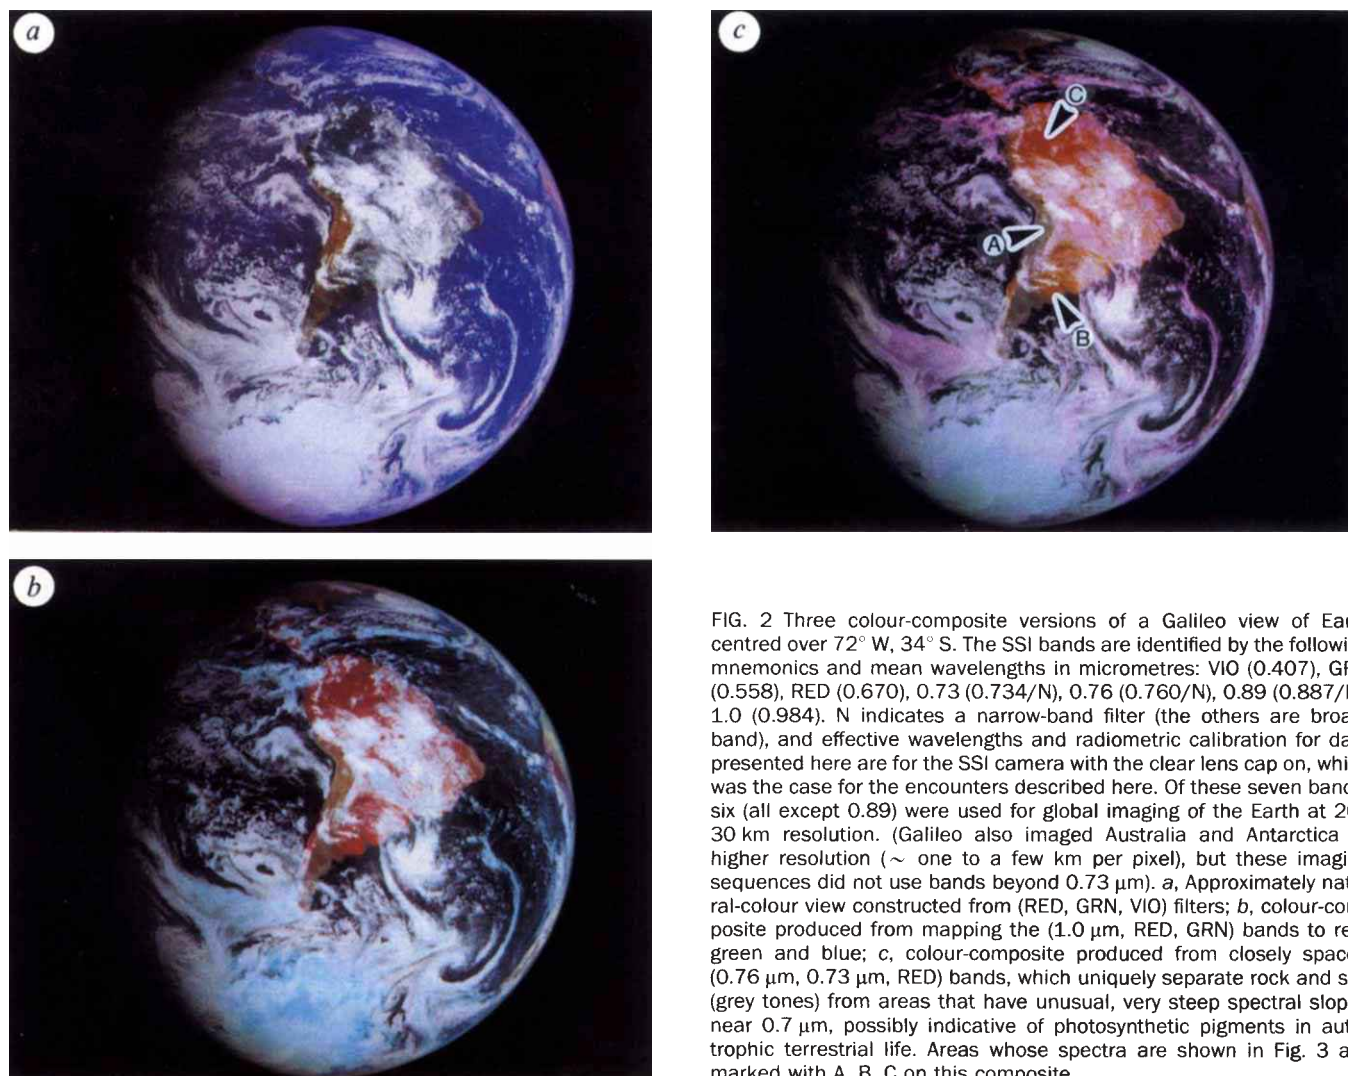 a
c
C
A
B
b
FIG. 2 Three colour-composite versions of a Galileo view of Ear
centred over 72° W, 34° S. The SSI bands are identified by the followi
mnemonics and mean wavelengths in micrometres: VIO (0.407),
(0.558), RED (0.670), 0.73 (0.734/N), 0.76 (0.760/N), 0.89 (0.887/
1.0 (0.984). N indicates a narrow-band filter (the others are broa
band), and effective wavelengths and radiometric calibration for da
presented here are for the SSI camera with the clear lens cap on, whi
was the case for the encounters described here. Of these seven band
six (all except 0.89) were used for global imaging of the Earth at 2
30 km resolution. (Galileo also imaged Australia and Antarctica
higher resolution (~ one to a few km per pixel), but these imagi
sequences did not use bands beyond 0.73 μm). a, Approximately nat
ral-colour view constructed from (RED, GRN, VIO) filters; b, colour-co
posite produced from mapping the (1.0 μm, RED, GRN) bands to re
green and blue; c, colour-composite produced from closely space
(0.76 μm, 0.73 μm, RED) bands, which uniquely separate rock and s
(grey tones) from areas that have unusual, very steep spectral slop
near 0.7 μm, possibly indicative of photosynthetic pigments in aut
trophic terrestrial life. Areas whose spectra are shown in Fig. 3 a
marked with A, B, C on this composite.